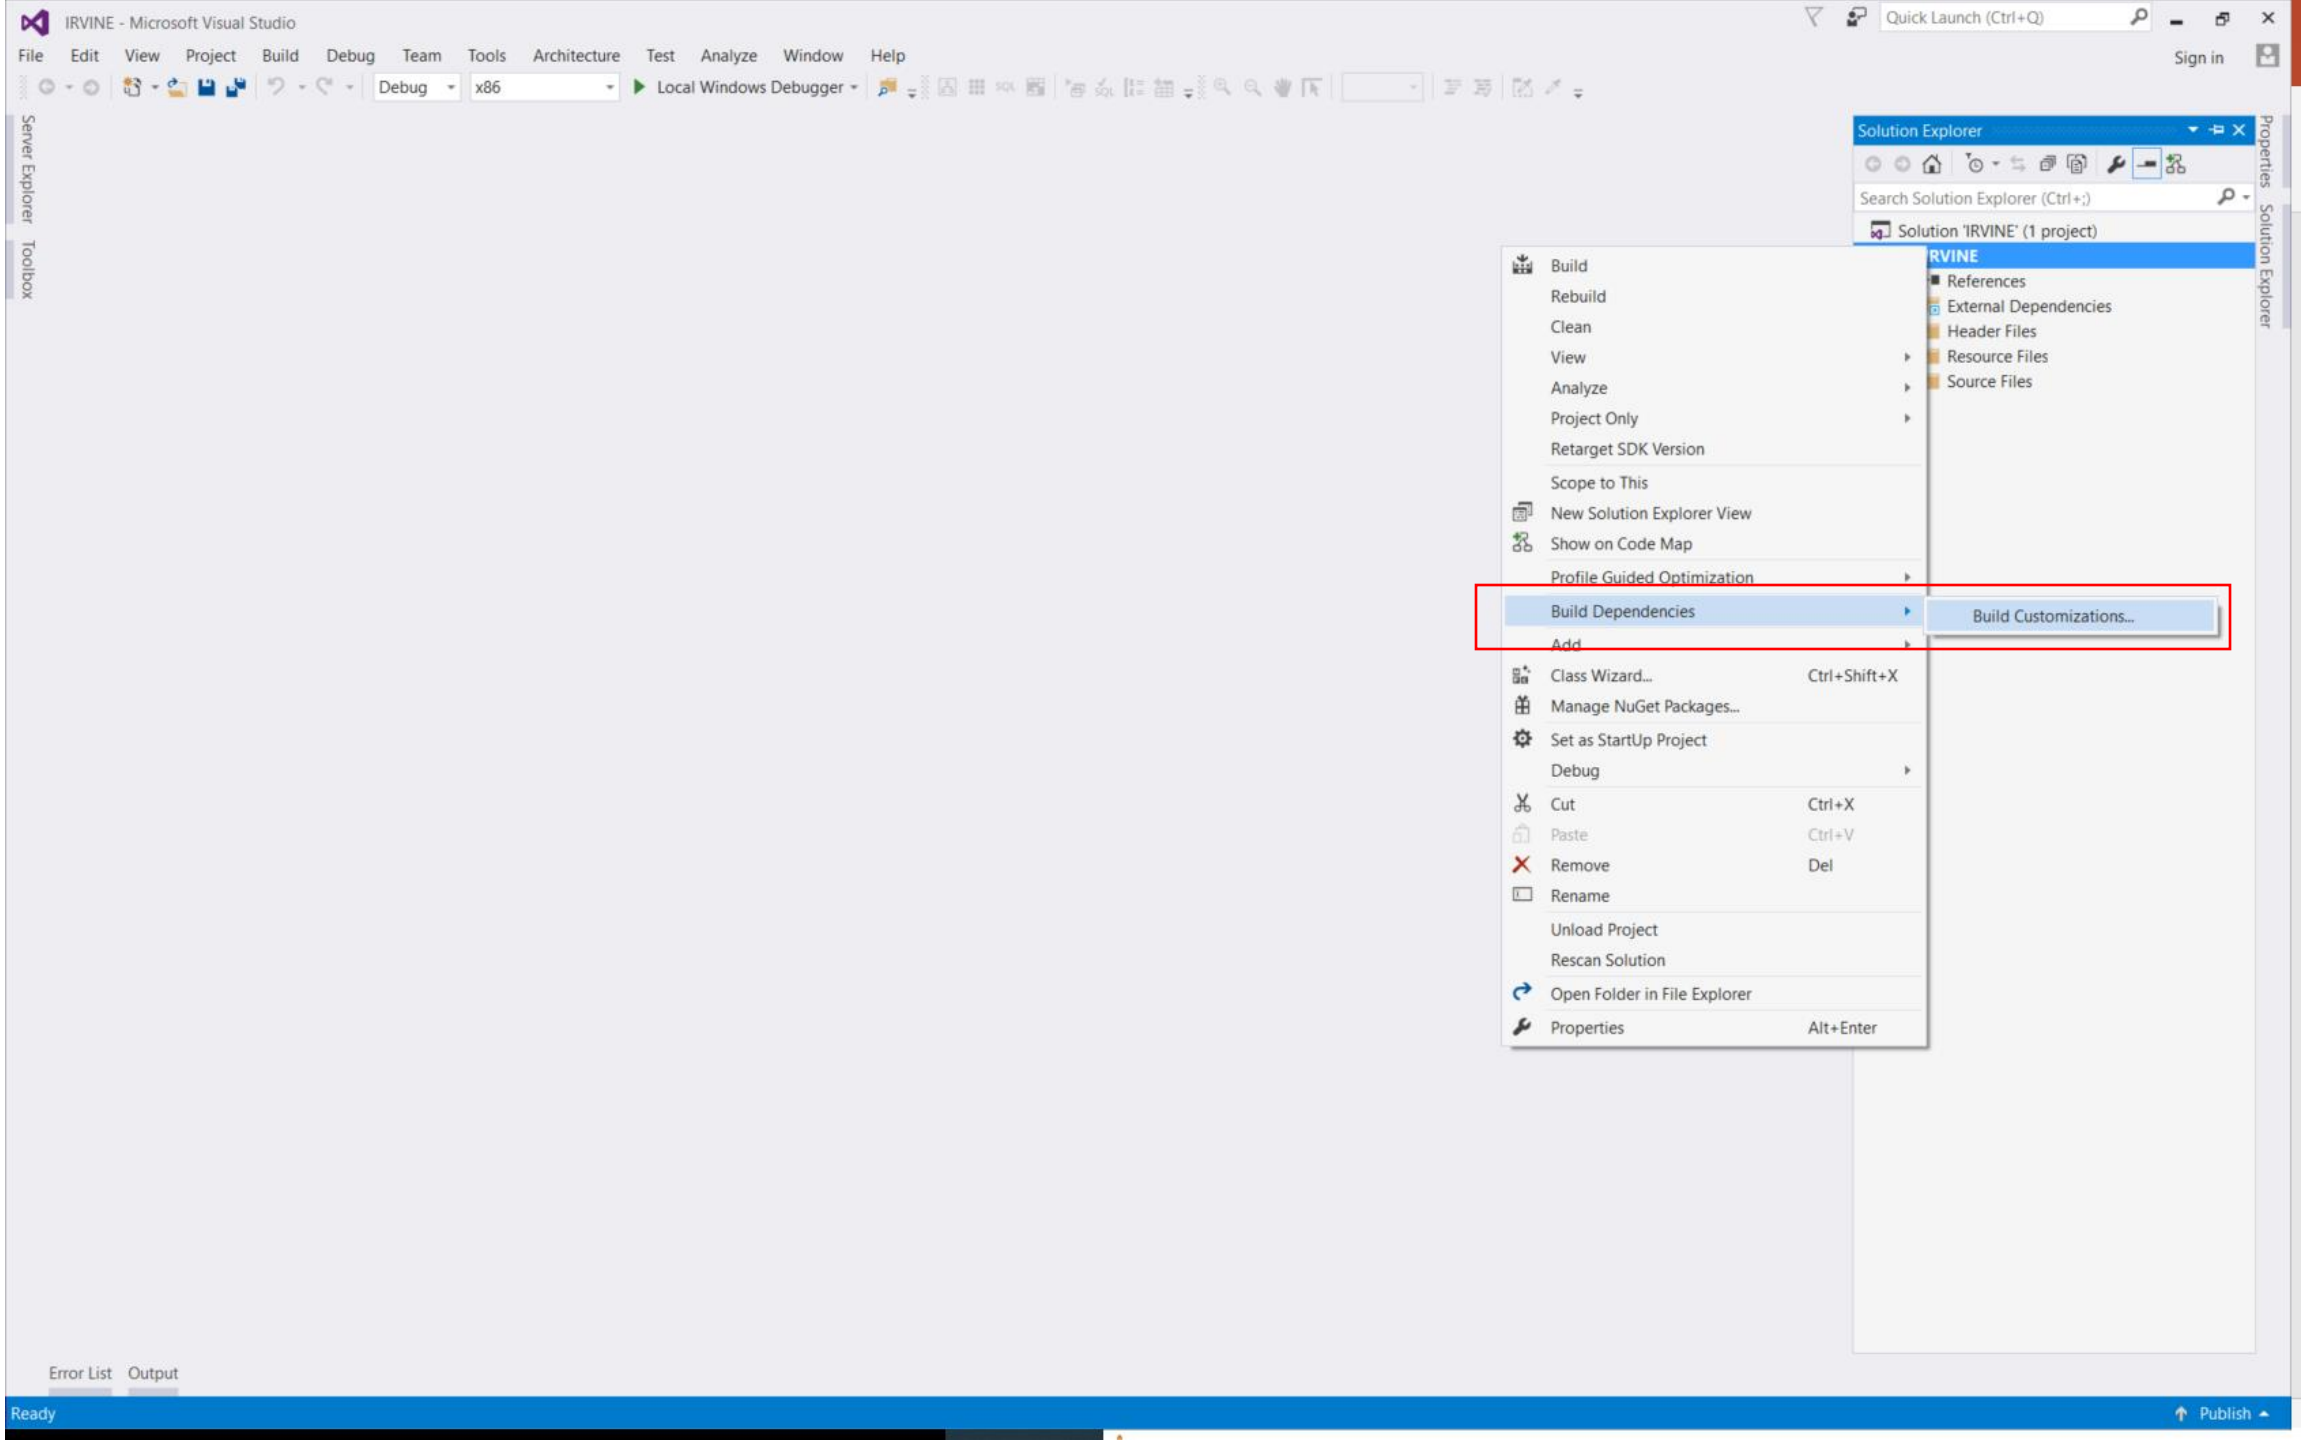 IRVINE - Microsoft Visual Studio
Quick Launch (Ctrl+Q)
File Edit View Project Build Debug Team Tools Architecture Test Analyze Window Help
Sign in
Debug x86 Local Windows Debugger
SQL
Server Explorer
Toolbox
Solution Explorer
Search Solution Explorer (Ctrl+;)
Solution 'IRVINE' (1 project)
RVINE
References
External Dependencies
Header Files
Resource Files
Source Files
Properties
Solution Explorer
Build
Rebuild
Clean
View
Analyze
Project Only
Retarget SDK Version
Scope to This
New Solution Explorer View
Show on Code Map
Profile Guided Optimization
Build Dependencies
Build Customizations...
Add
Class Wizard... Ctrl+Shift+X
Manage NuGet Packages...
Set as StartUp Project
Debug
Cut Ctrl+X
Paste Ctrl+V
Remove Del
Rename
Unload Project
Rescan Solution
Open Folder in File Explorer
Properties Alt+Enter
Error List Output
Ready
Publish